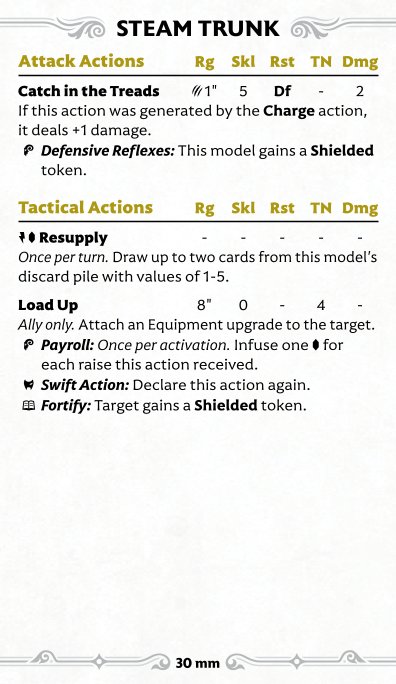 STEAM TRUNK
Attack Actions Rg Skl Rst TN Dmg
Catch in the Treads 1" 5 Df - 2
If this action was generated by the Charge action,
it deals +1 damage.
Defensive Reflexes: This model gains a Shielded
token.
Tactical Actions Rg Skl Rst TN Dmg
Resupply - - - - -
Once per turn. Draw up to two cards from this model's
discard pile with values of 1-5.
Load Up 8" 0 - 4 -
Ally only. Attach an Equipment upgrade to the target.
Payroll: Once per activation. Infuse one for
each raise this action received.
Swift Action: Declare this action again.
Fortify: Target gains a Shielded token.
30 mm